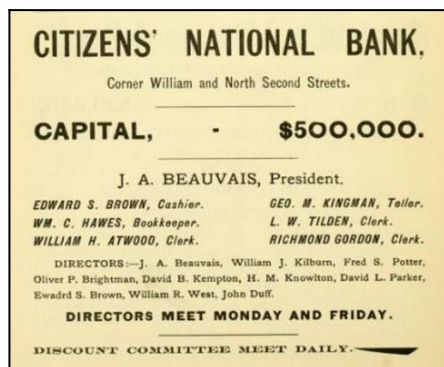 CITIZENS' NATIONAL BANK,
Corner William and North Second Streets.
CAPITAL, - $500,000.
J. A. BEAUVAIS, President.
EDWARD S. BROWN, Cashier. GEO. M. KINGMAN, Teller.
WM. C. HAWES, Bookkeeper. L. W. TILDEN, Clerk.
WILLIAM H. ATWOOD, Clerk. RICHMOND GORDON, Clerk.
DIRECTORS:—J. A. Beauvais, William J. Kilburn, Fred S. Potter,
Oliver P. Brightman, David B. Kempton, H. M. Knowlton, David L. Parker,
Ewadrd S. Brown, William R. West, John Duff.
DIRECTORS MEET MONDAY AND FRIDAY.
DISCOUNT COMMITTEE MEET DAILY.